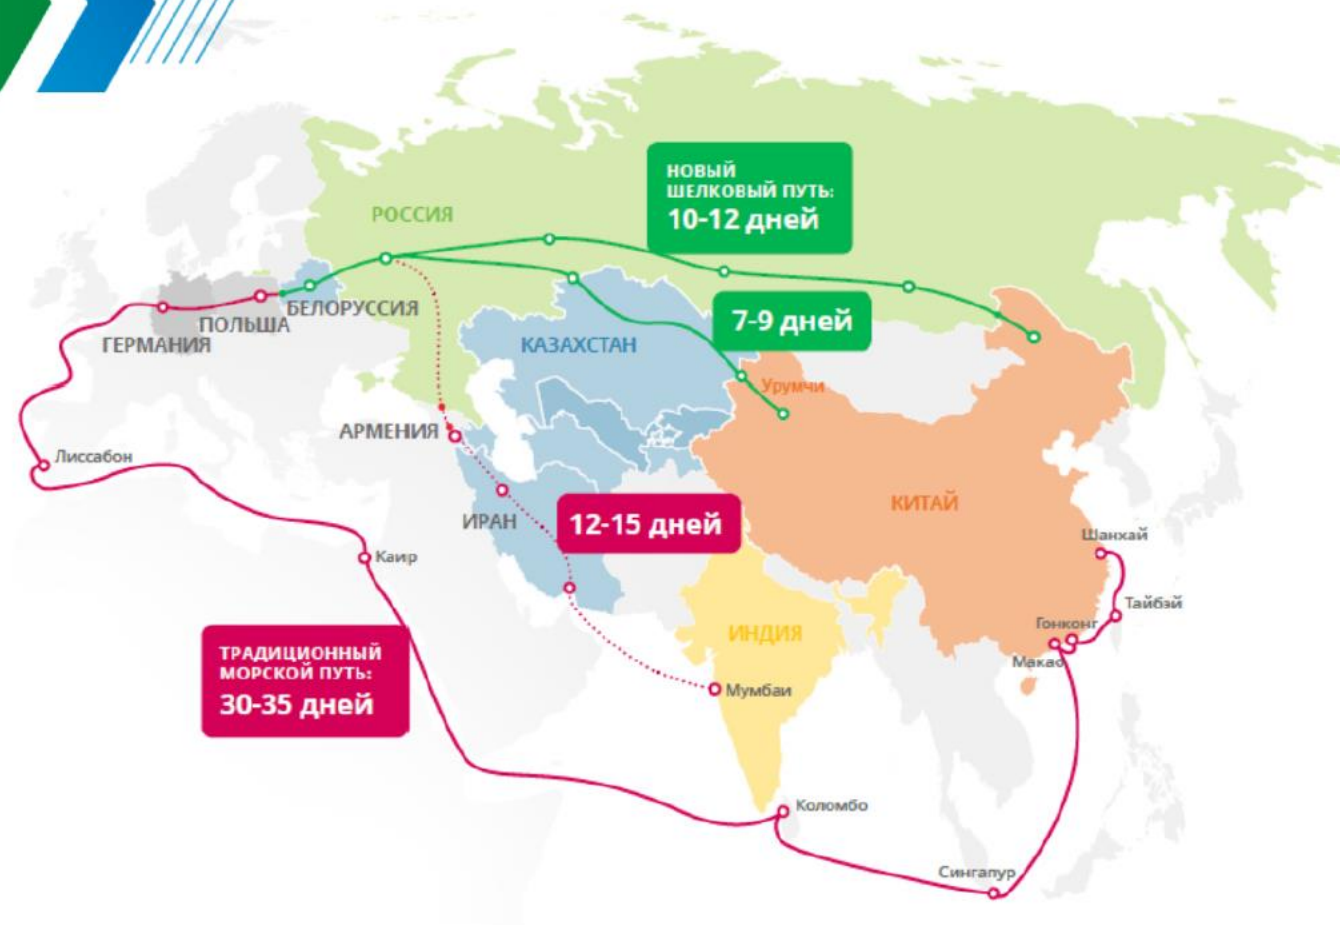 НОВЫЙ
ШЕЛКОВЫЙ ПУТЬ:
10-12 дней
РОССИЯ
7-9 дней
БЕЛОРУССИЯ
ПОЛЬША
ГЕРМАНИЯ
КАЗАХСТАН
Урумчи
АРМЕНИЯ
Лиссабон
КИТАЙ
ИРАН
12-15 дней
Шанхай
Каир
Тайбэй
Гонконг
ИНДИЯ
Макао
ТРАДИЦИОННЫЙ
МОРСКОЙ ПУТЬ:
30-35 дней
Мумбаи
Коломбо
Сингапур